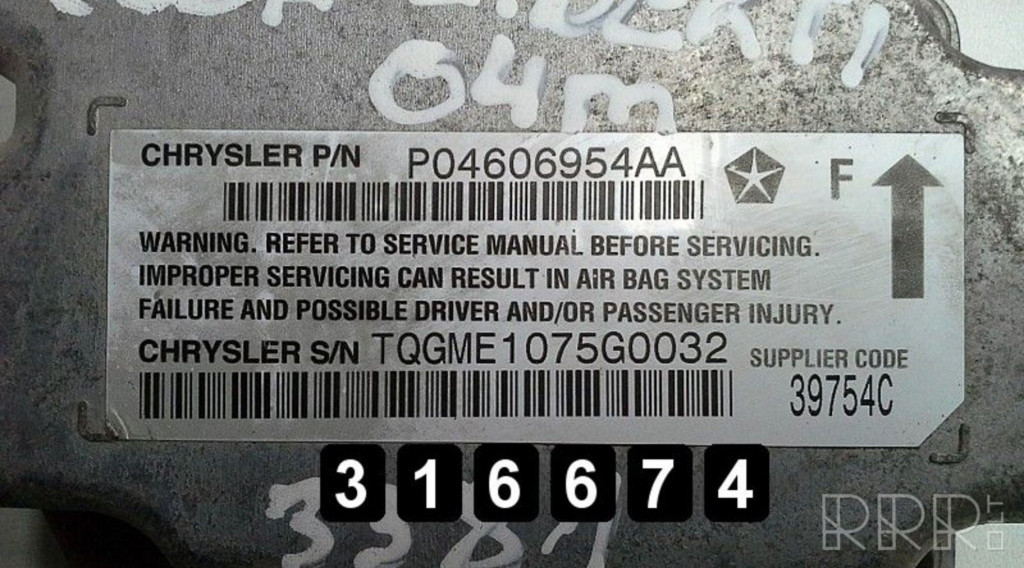 04m
CHRYSLER P/N P04606954AA
F
WARNING. REFER TO SERVICE MANUAL BEFORE SERVICING.
IMPROPER SERVICING CAN RESULT IN AIR BAG SYSTEM
FAILURE AND POSSIBLE DRIVER AND/OR PASSENGER INJURY.
CHRYSLER S/N TQGME1075G0032
SUPPLIER CODE
39754C
316674
RRR.LT